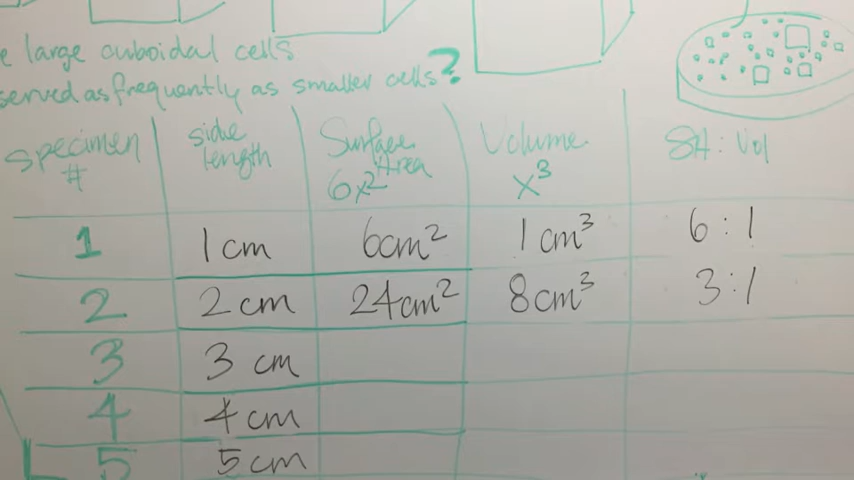 e large cuboidal cells
served as frequently as smaller cells?
Specimen # side length Surface Area 6x² Volume x³ SA : Vol
1 1 cm 6cm² 1 cm³ 6 : 1
2 2 cm 24cm² 8cm³ 3:1
3 3 cm
4 4 cm
5 5 cm